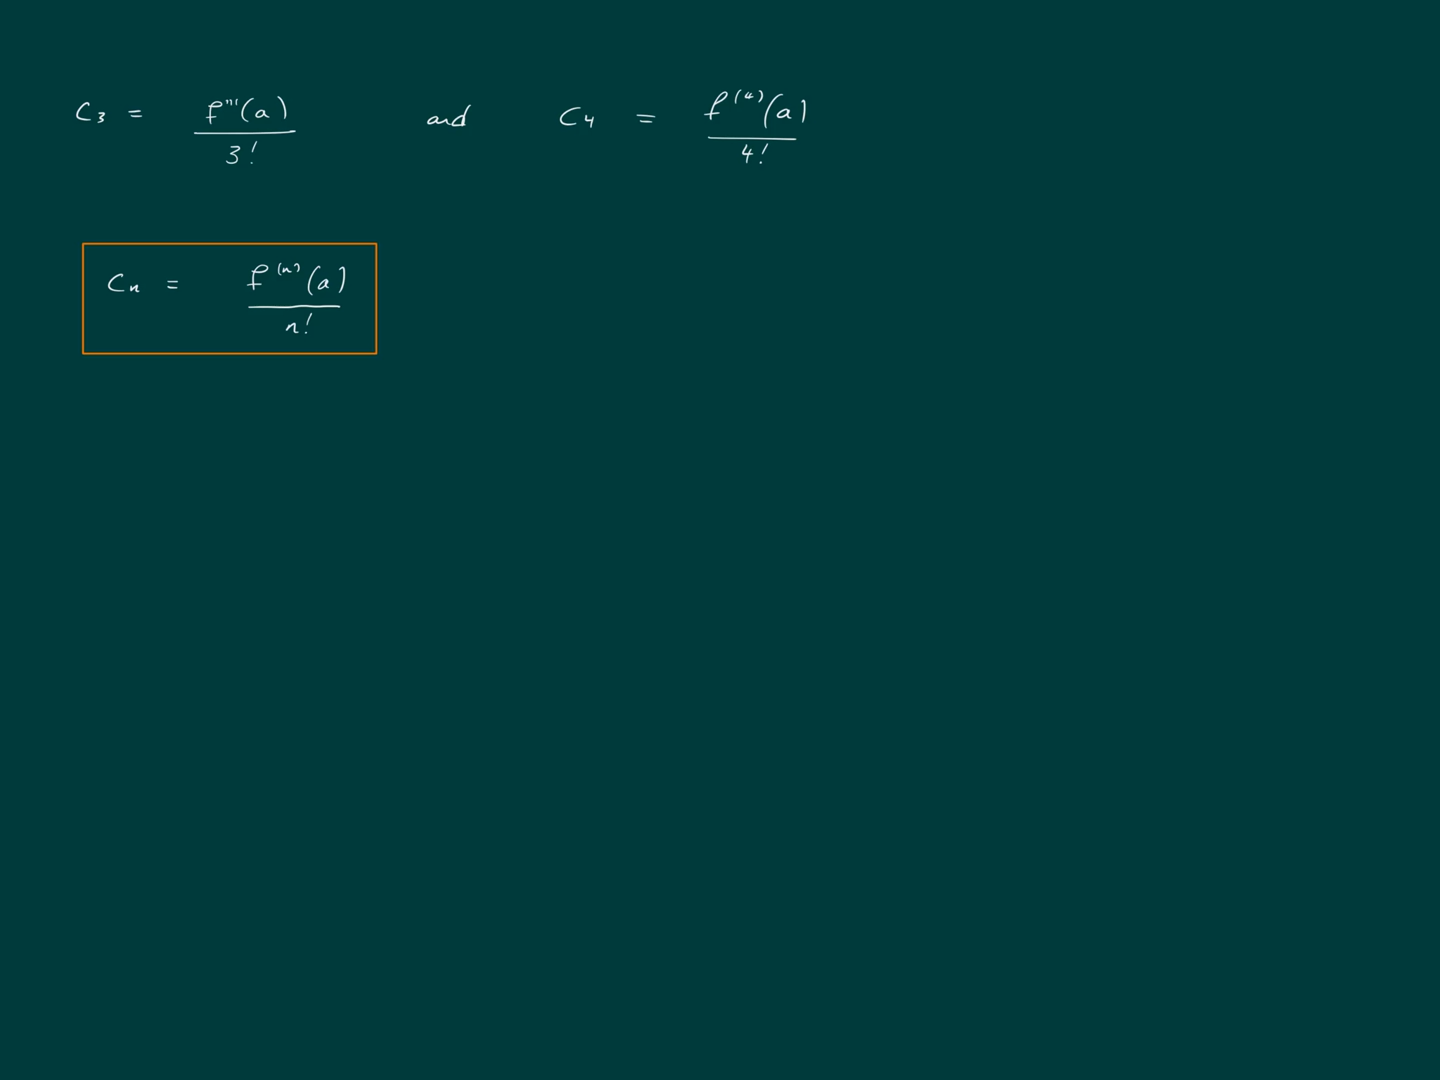 C₃ = f'''(a) / 3! and C₄ = f⁽⁴⁾(a) / 4!
Cₙ = f⁽ⁿ⁾(a) / n!